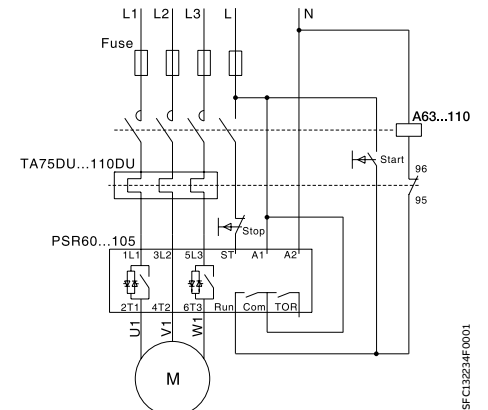 L1 L2 L3 L N
Fuse
A63...110
Start
TA75DU...110DU
96
95
Stop
PSR60...105
1L1 3L2 5L3 ST A1 A2
2T1 4T2 6T3 Run Com TOR
U1 V1 W1
M
SFC132234F0001